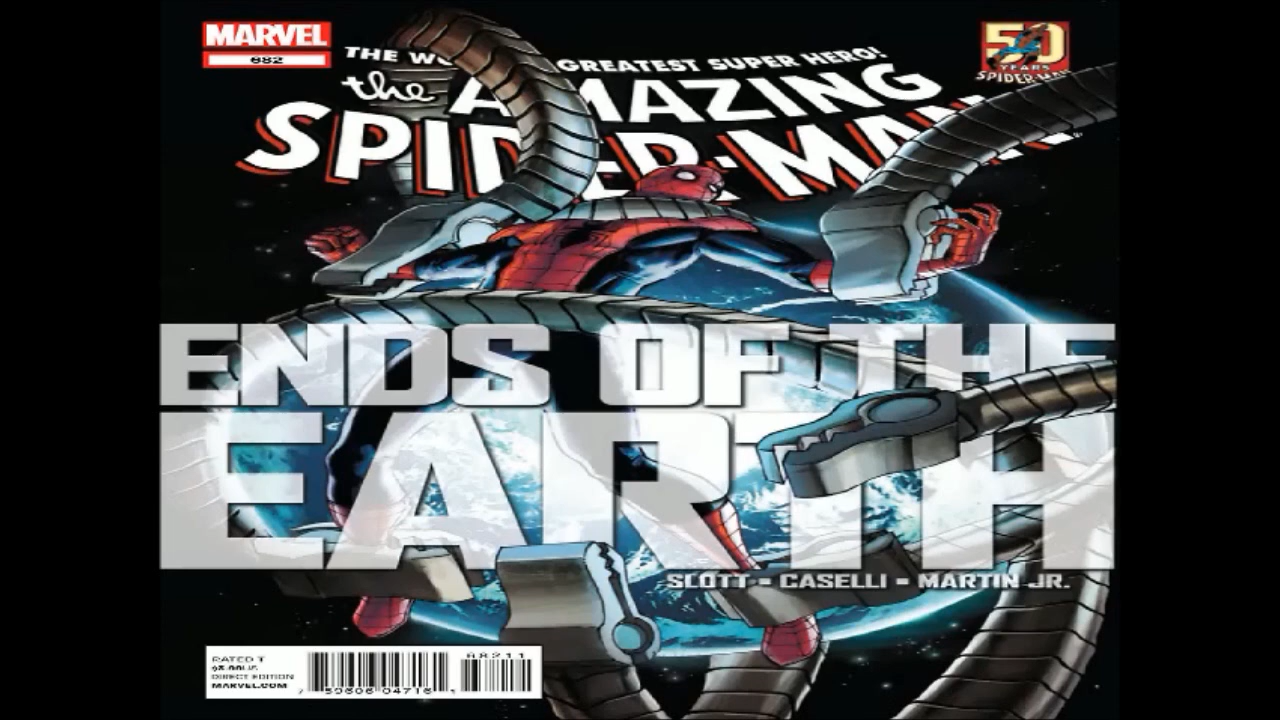 MARVEL
682
50
YEARS
SPIDER-MAN
THE GREATEST SUPER HERO!
the AMAZING
SPIDER-MAN
ENDS OF THE
EARTH
SLOTT • CASELLI • MARTIN JR.
RATED T
DIRECT EDITION
MARVEL.COM
68211